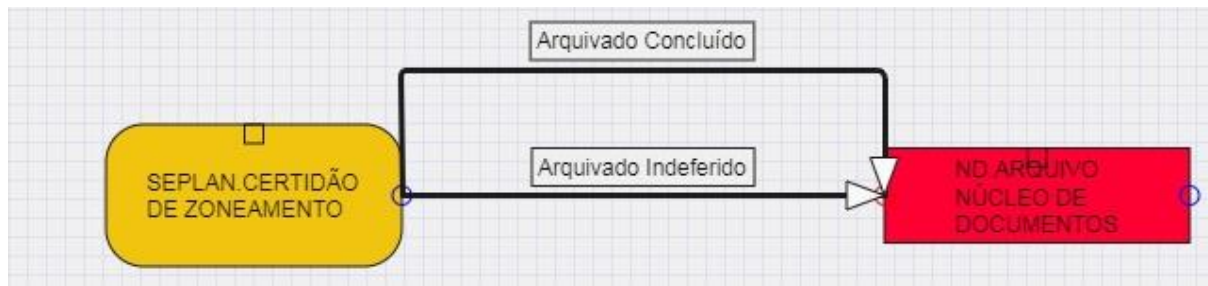 Arquivado Concluído
Arquivado Indeferido
SEPLAN.CERTIDÃO
DE ZONEAMENTO
ND.ARQUIVO
NÚCLEO DE
DOCUMENTOS